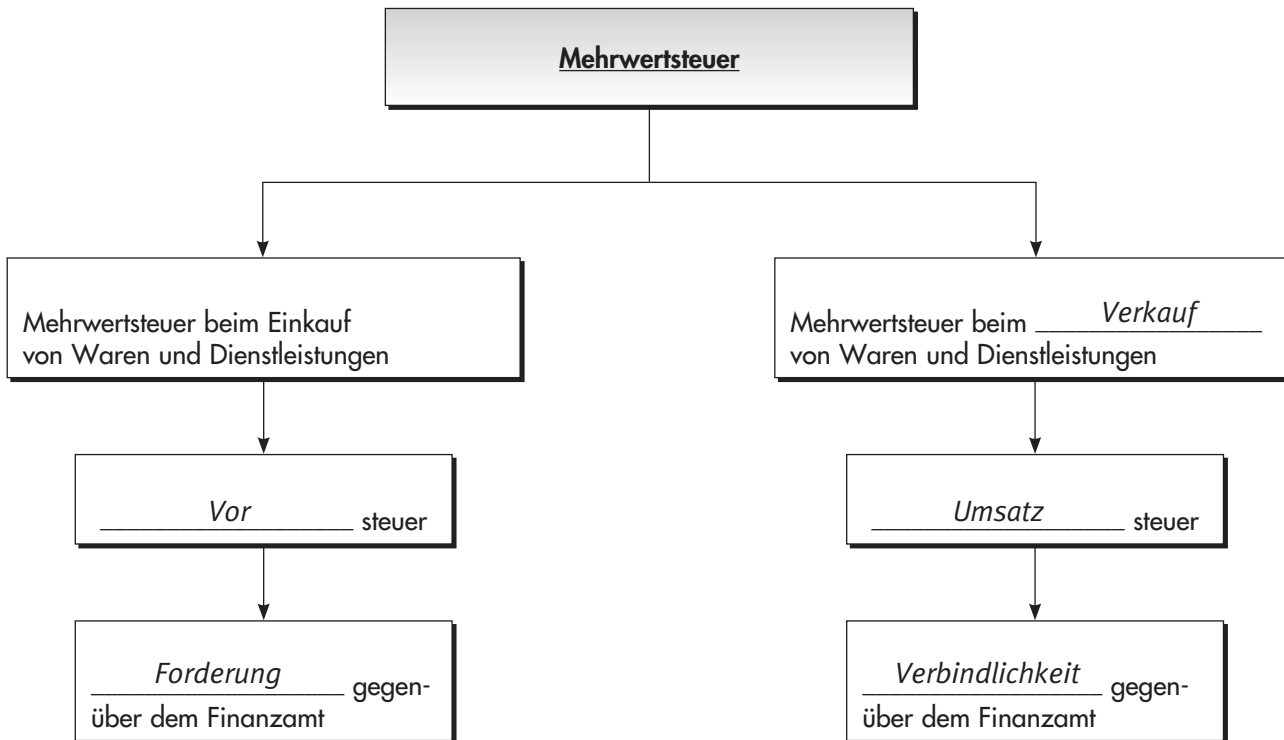 Mehrwertsteuer
Mehrwertsteuer beim Einkauf
von Waren und Dienstleistungen
Mehrwertsteuer beim Verkauf
von Waren und Dienstleistungen
Vor steuer
Umsatz steuer
Forderung gegen-
über dem Finanzamt
Verbindlichkeit gegen-
über dem Finanzamt